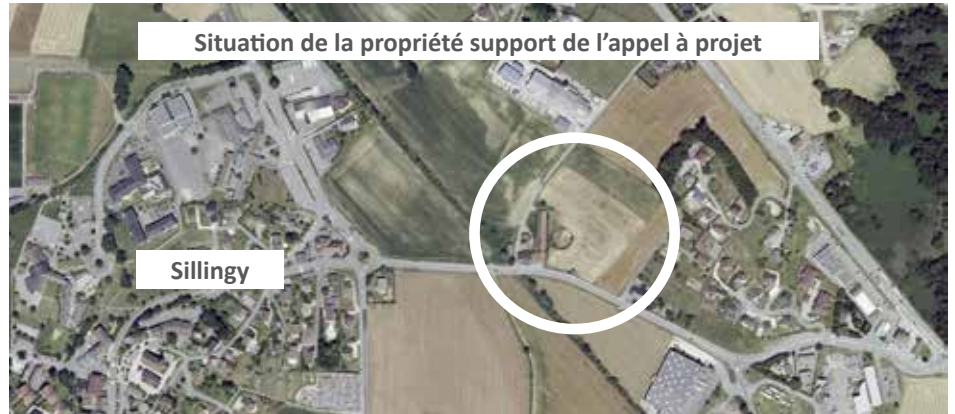 Situation de la propriété support de l’appel à projet
Sillingy